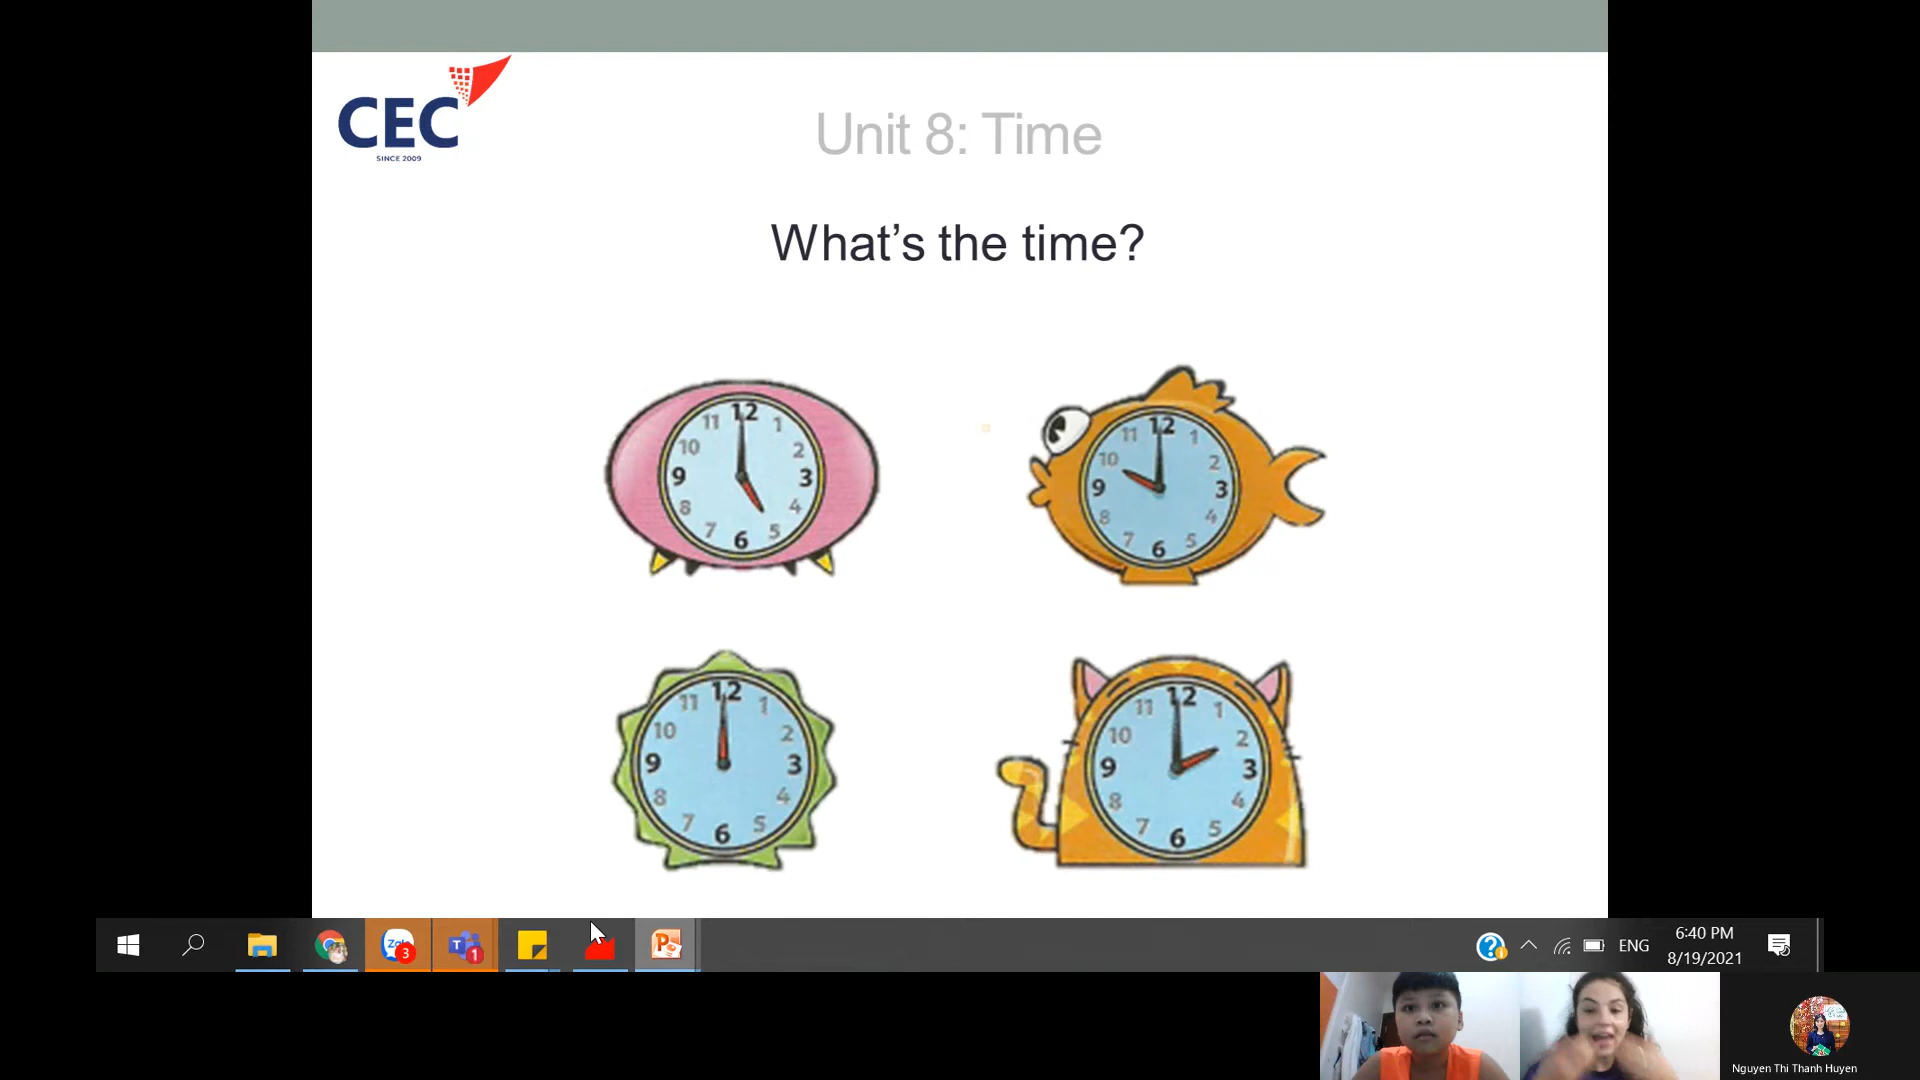 CEC
SINCE 2009
Unit 8: Time
What's the time?
11 12 1
10 2
9 3
8 4
7 6 5
11 12 1
10 2
9 3
8 4
7 6 5
11 12 1
10 2
9 3
8 4
7 6 5
11 12 1
10 2
9 3
8 4
7 6 5
Zalo
3
T
1
P
ENG
6:40 PM
8/19/2021
Nguyen Thi Thanh Huyen